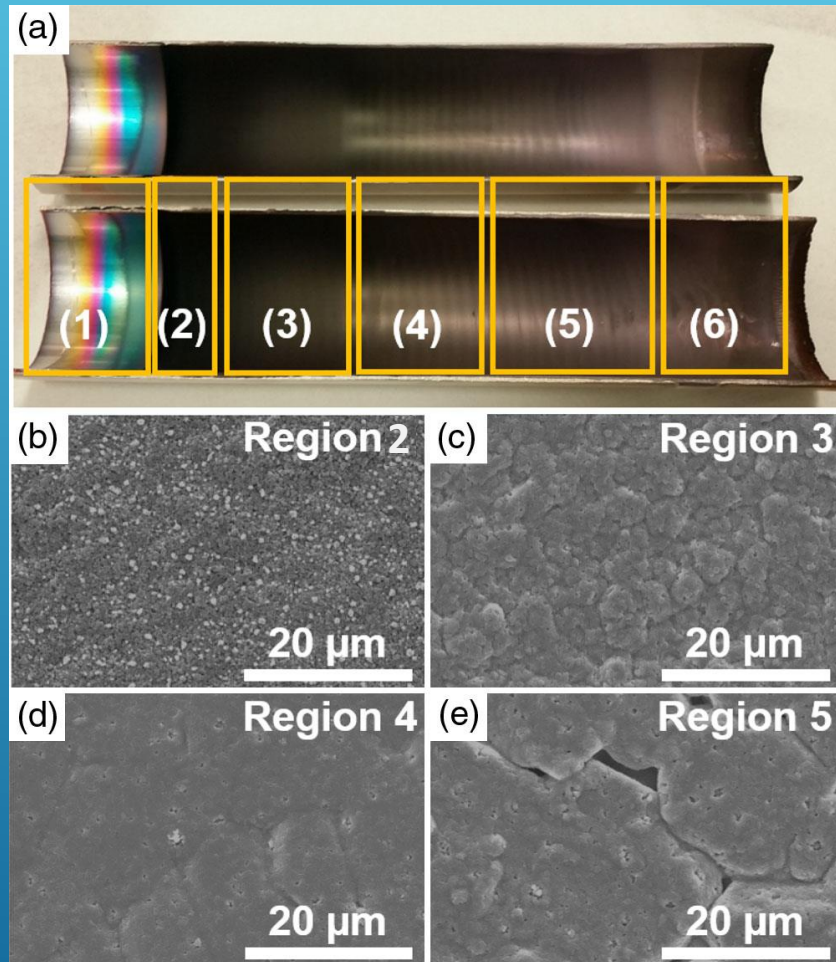 (a)
(1) (2) (3) (4) (5) (6)
(b) Region 2
20 µm
(c) Region 3
20 µm
(d) Region 4
20 µm
(e) Region 5
20 µm